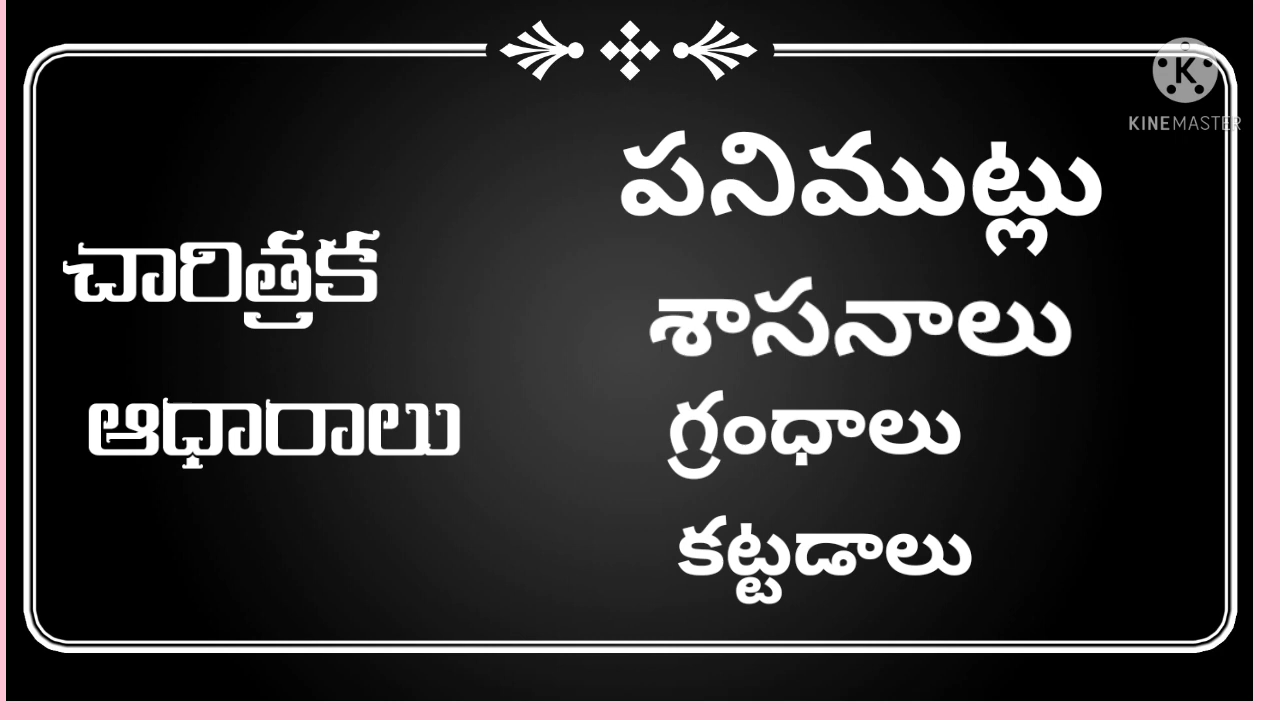 చారిత్రక
ఆధారాలు
పనిముట్లు
శాసనాలు
గ్రంధాలు
కట్టడాలు
K
KINEMASTER